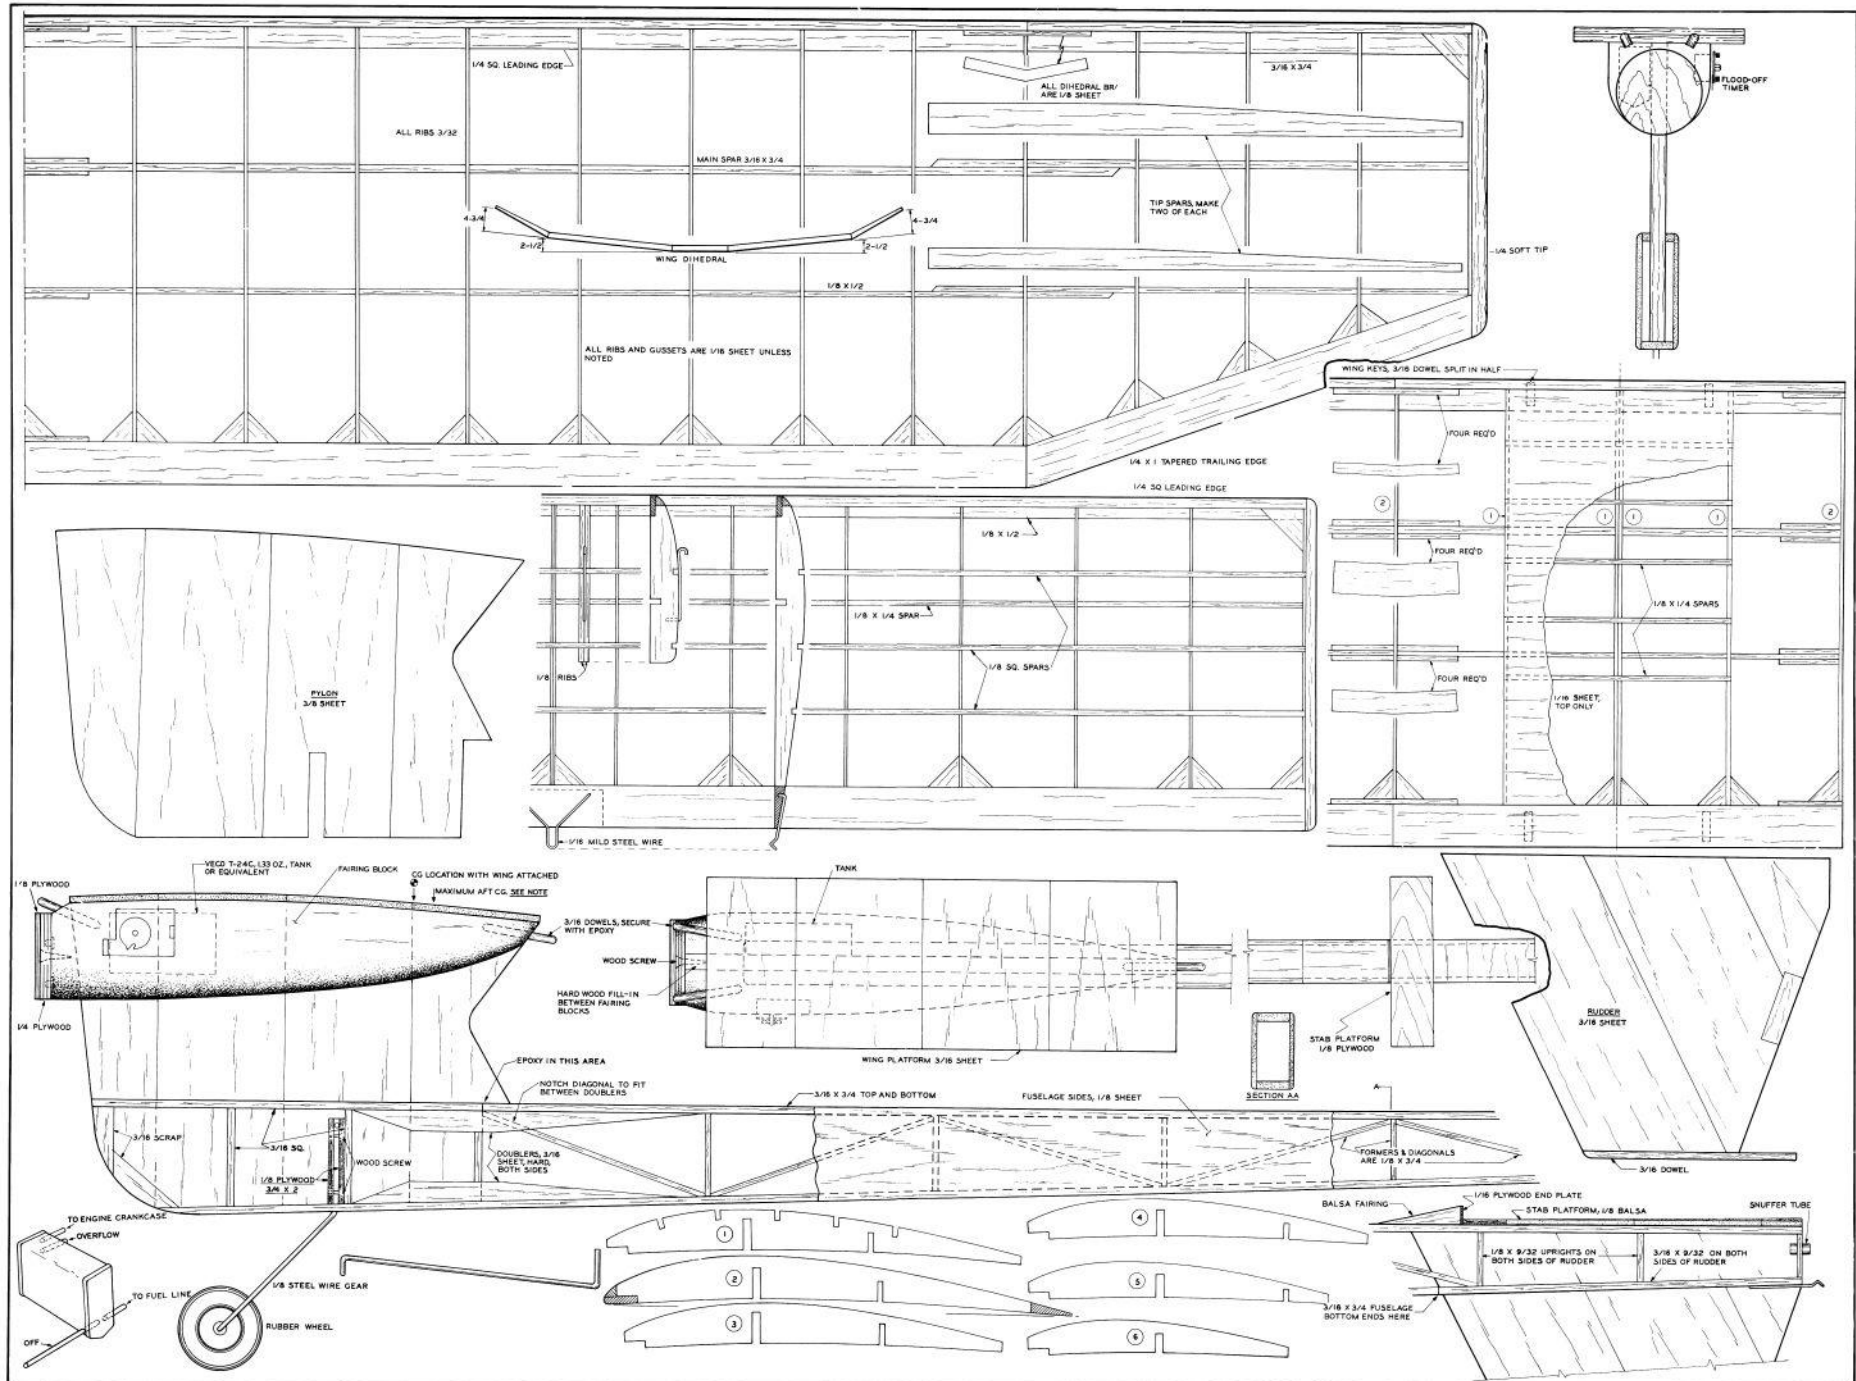 1/4 SQ. LEADING EDGE
3/16 X 3/4
ALL DIHEDRAL BR/
ARE 1/8 SHEET
ALL RIBS 3/32
MAIN SPAR 3/16 X 3/4
4-3/4
4-3/4
2-1/2
2-1/2
WING DIHEDRAL
TIP SPARS, MAKE
TWO OF EACH
1/8 X 1/2
1/4 SOFT TIP
ALL RIBS AND GUSSETS ARE 1/16 SHEET UNLESS
NOTED
1/4 X 1 TAPERED TRAILING EDGE
FLOOD-OFF
TIMER
WING KEYS, 3/16 DOWEL SPLIT IN HALF
FOUR REQ'D
2
1
1
1
1
2
FOUR REQ'D
1/8 X 1/4 SPARS
FOUR REQ'D
1/16 SHEET,
TOP ONLY
1/4 SQ LEADING EDGE
1/8 X 1/2
1/8 X 1/4 SPAR
1/8 SQ. SPARS
1/8 RIBS
1/16 MILD STEEL WIRE
PYLON
3/8 SHEET
VECO T-24C, 1.33 OZ., TANK
OR EQUIVALENT
FAIRING BLOCK
CG LOCATION WITH WING ATTACHED
MAXIMUM AFT CG. SEE NOTE
1/8 PLYWOOD
1/4 PLYWOOD
3/16 DOWELS, SECURE
WITH EPOXY
TANK
WOOD SCREW
HARD WOOD FILL-IN
BETWEEN FAIRING
BLOCKS
WING PLATFORM 3/16 SHEET
STAB PLATFORM
1/8 PLYWOOD
SECTION AA
RUDDER
3/16 SHEET
3/16 DOWEL
EPOXY IN THIS AREA
NOTCH DIAGONAL TO FIT
BETWEEN DOUBLERS
3/16 X 3/4 TOP AND BOTTOM
FUSELAGE SIDES, 1/8 SHEET
A
3/16 SCRAP
3/16 SQ.
WOOD SCREW
1/8 PLYWOOD
3/4 X 2
DOUBLERS, 3/16
SHEET, HARD,
BOTH SIDES
FORMERS & DIAGONALS
ARE 1/8 X 3/4
TO ENGINE CRANKCASE
OVERFLOW
TO FUEL LINE
OFF
1/8 STEEL WIRE GEAR
RUBBER WHEEL
1
2
3
4
5
6
BALSA FAIRING
1/16 PLYWOOD END PLATE
STAB PLATFORM, 1/8 BALSA
SNUFFER TUBE
1/8 X 9/32 UPRIGHTS ON
BOTH SIDES OF RUDDER
3/16 X 9/32 ON BOTH
SIDES OF RUDDER
3/16 X 3/4 FUSELAGE
BOTTOM ENDS HERE